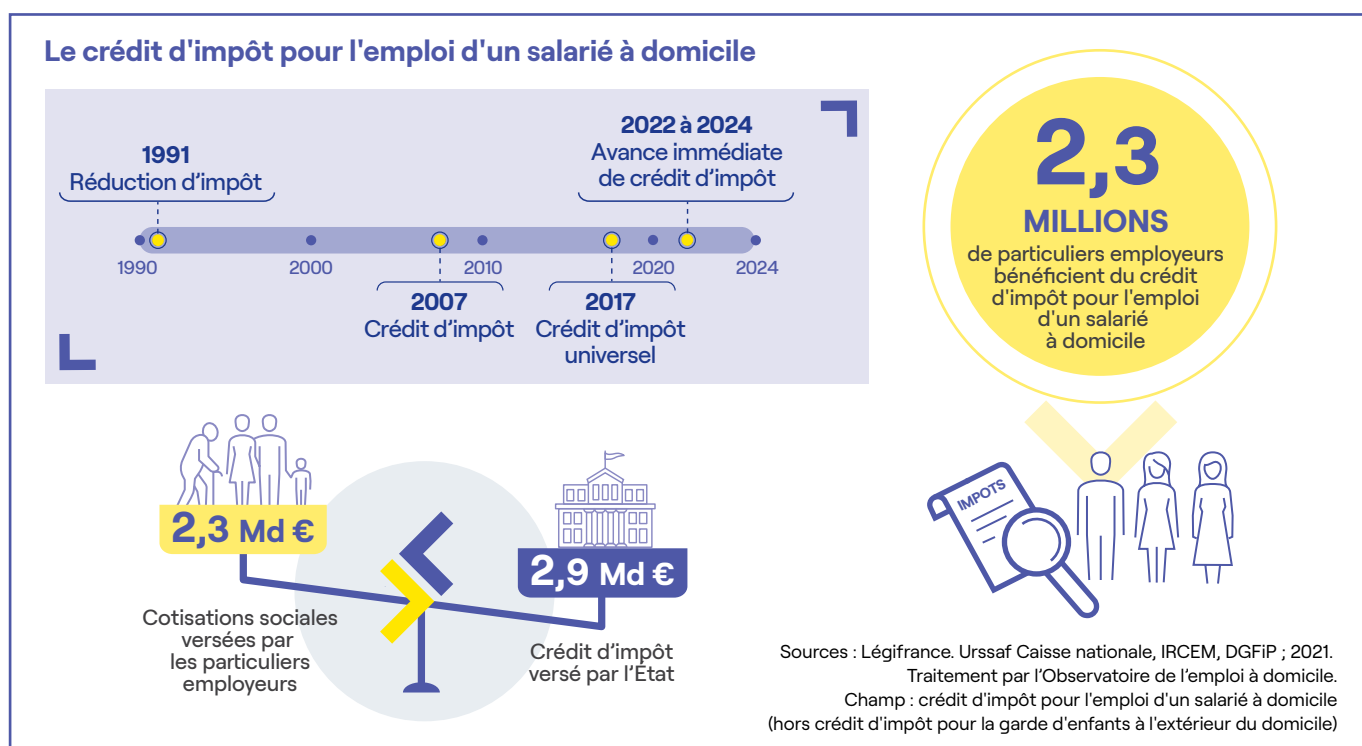 Le crédit d'impôt pour l'emploi d'un salarié à domicile
1991
Réduction d'impôt
2022 à 2024
Avance immédiate
de crédit d'impôt
1990
2000
2010
2020
2024
2007
Crédit d'impôt
2017
Crédit d'impôt
universel
2,3
MILLIONS
de particuliers employeurs
bénéficient du crédit
d'impôt pour l'emploi
d'un salarié
à domicile
2,3 Md €
Cotisations sociales
versées par
les particuliers
employeurs
2,9 Md €
Crédit d'impôt
versé par l'État
IMPOTS
Sources : Légifrance. Urssaf Caisse nationale, IRCEM, DGFiP ; 2021.
Traitement par l'Observatoire de l'emploi à domicile.
Champ : crédit d'impôt pour l'emploi d'un salarié à domicile
(hors crédit d'impôt pour la garde d'enfants à l'extérieur du domicile)